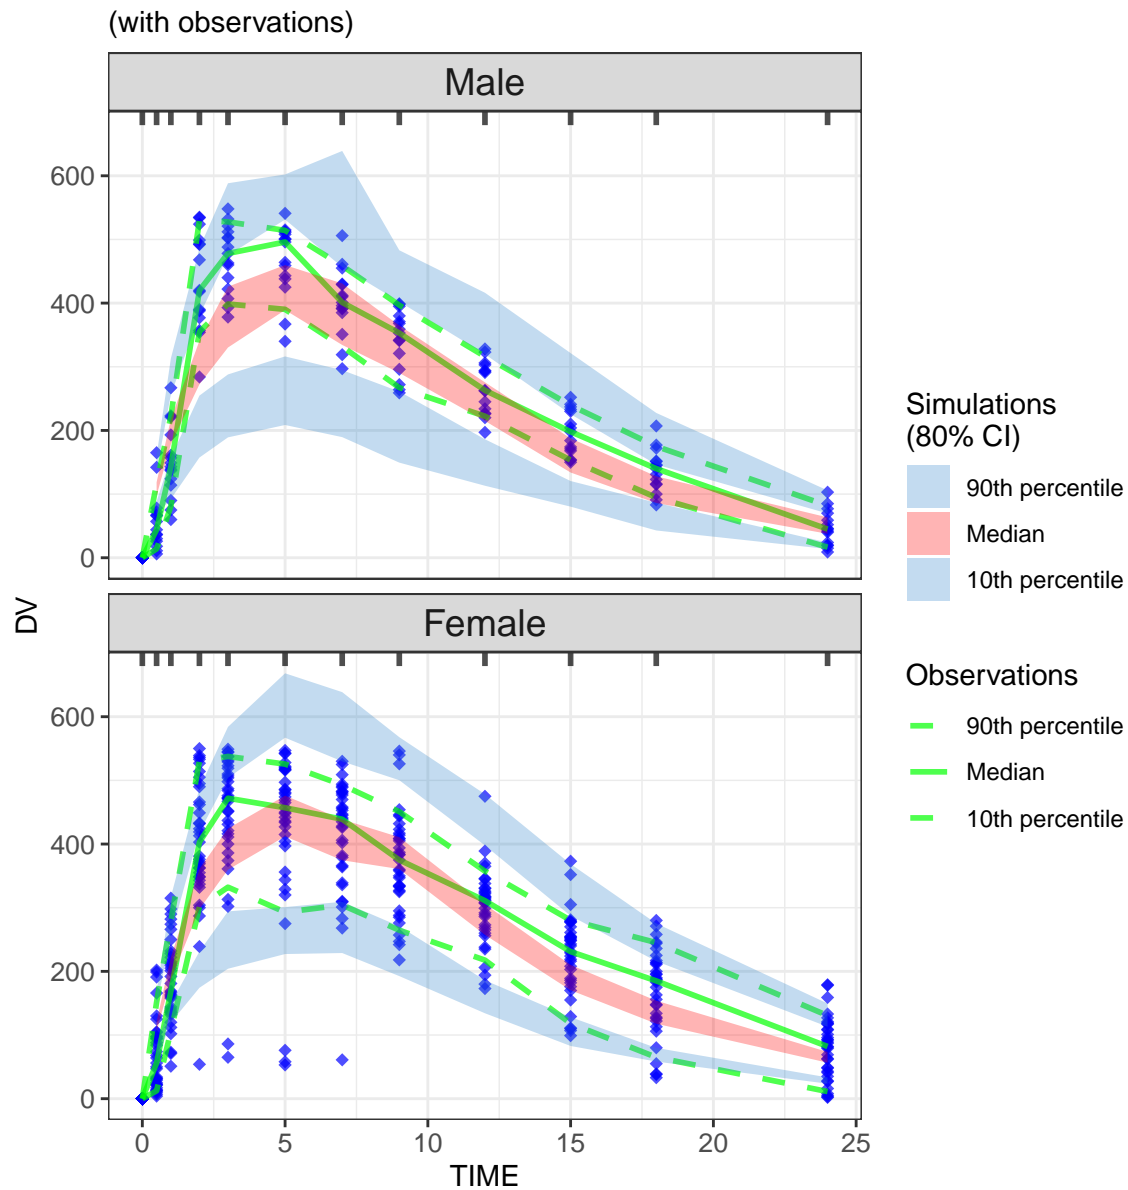 (with observations)
Male
600
400
200
0
Female
600
400
200
0
0 5 10 15 20 25
TIME
DV
Simulations
(80% CI)
90th percentile
Median
10th percentile
Observations
90th percentile
Median
10th percentile